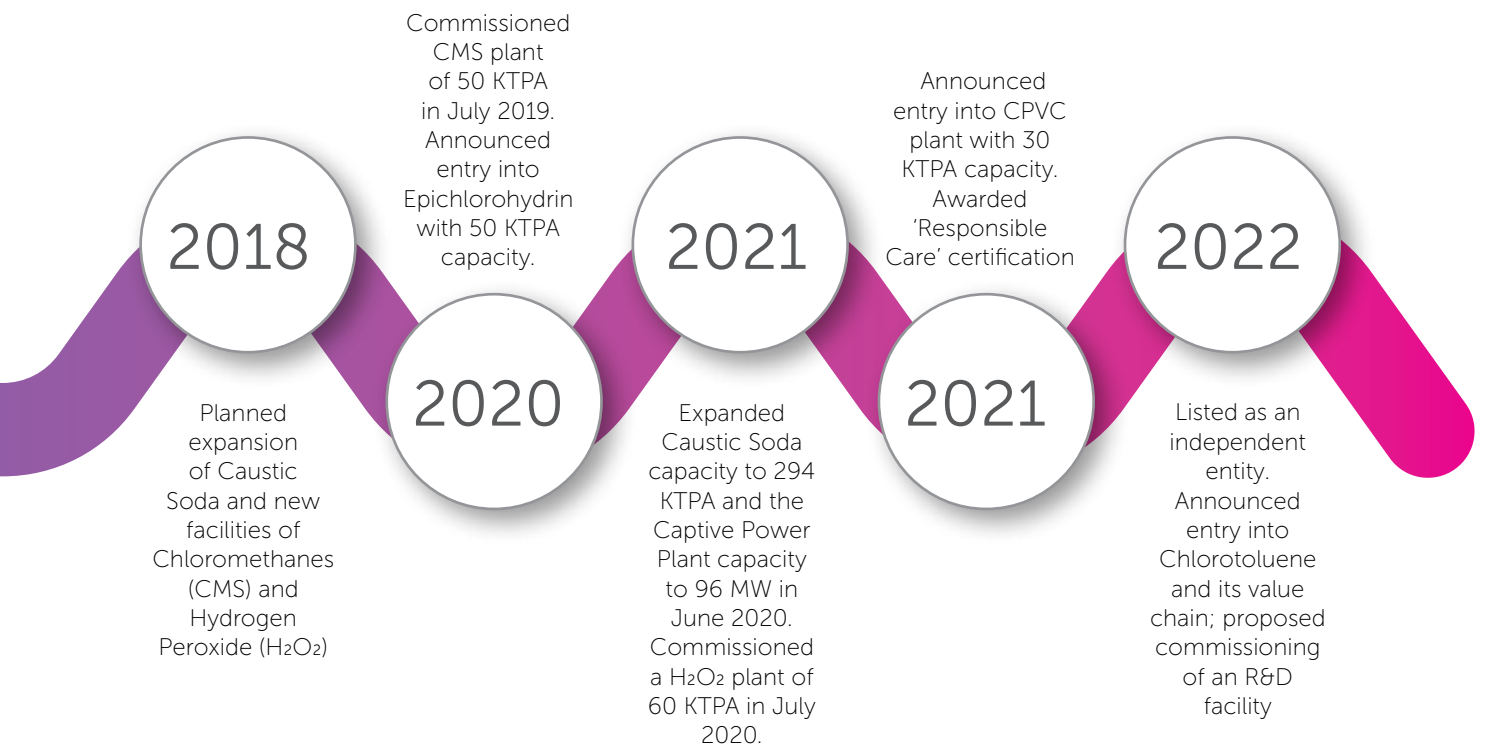 2018
Planned
expansion
of Caustic
Soda and new
facilities of
Chloromethanes
(CMS) and
Hydrogen
Peroxide (H2O2)
Commissioned
CMS plant
of 50 KTPA
in July 2019.
Announced
entry into
Epichlorohydrin
with 50 KTPA
capacity.
2020
2021
Expanded
Caustic Soda
capacity to 294
KTPA and the
Captive Power
Plant capacity
to 96 MW in
June 2020.
Commissioned
a H2O2 plant of
60 KTPA in July
2020.
Announced
entry into CPVC
plant with 30
KTPA capacity.
Awarded
‘Responsible
Care’ certification
2021
2022
Listed as an
independent
entity.
Announced
entry into
Chlorotoluene
and its value
chain; proposed
commissioning
of an R&D
facility